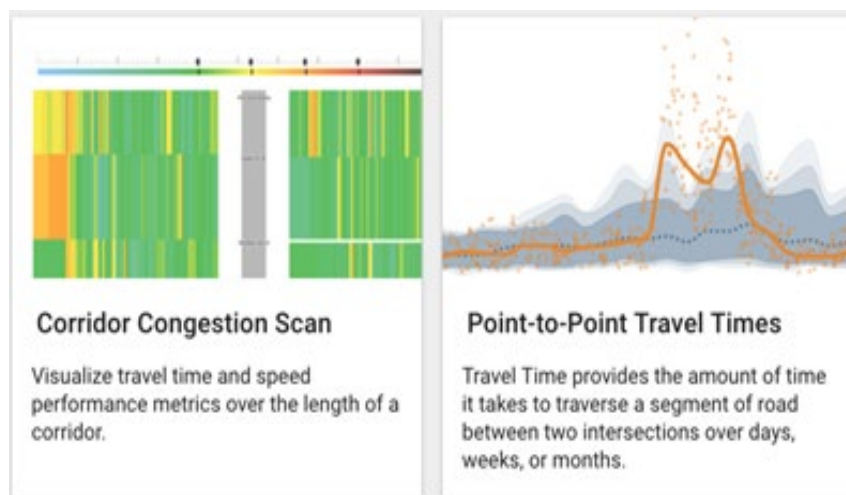 Corridor Congestion Scan
Visualize travel time and speed
performance metrics over the length of a
corridor.
Point-to-Point Travel Times
Travel Time provides the amount of time
it takes to traverse a segment of road
between two intersections over days,
weeks, or months.